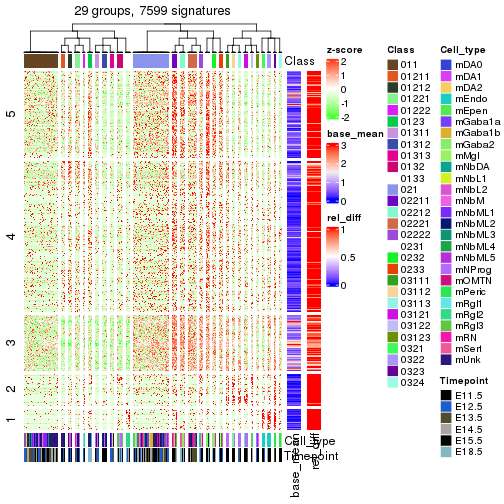 29 groups, 7599 signatures
Class
5
4
3
2
1
Cell_type
Timepoint
base_mean
rel_diff
z-score
2
1
0
-1
-2
base_mean
3
2
1
0
rel_diff
1
0.5
0
Class
011
01211
01212
01221
01222
0123
01311
01312
01313
0132
0133
021
02211
02212
02221
02222
0231
0232
0233
03111
03112
03113
03121
03122
03123
0321
0322
0323
0324
Cell_type
mDA0
mDA1
mDA2
mEndo
mEpen
mGaba1a
mGaba1b
mGaba2
mMgl
mNbDA
mNbL1
mNbL2
mNbM
mNbML1
mNbML2
mNbML3
mNbML4
mNbML5
mNProg
mOMTN
mPeric
mRgl1
mRgl2
mRgl3
mRN
mSert
mUnk
Timepoint
E11.5
E12.5
E13.5
E14.5
E15.5
E18.5